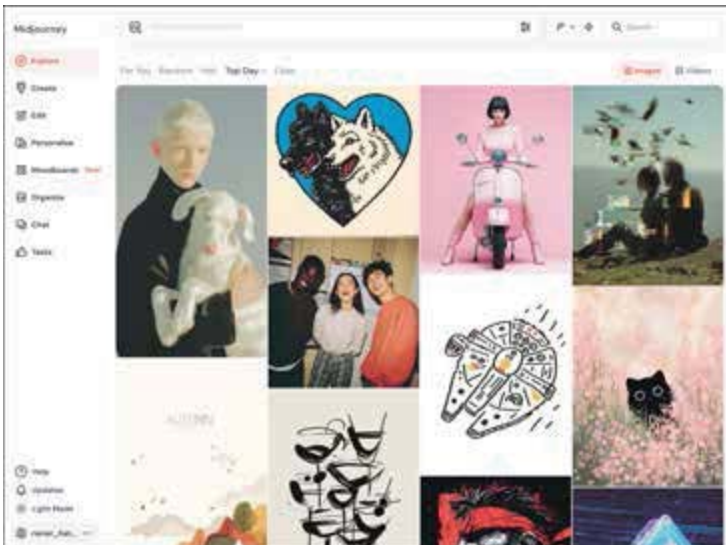 Midjourney
Explore
Create
Edit
Personalize
Moodboards
Organize
Chat
Tasks
Help
Updates
Light Mode
Search
For You Random Hot Top Day Likes
Images Videos
AUTUMN